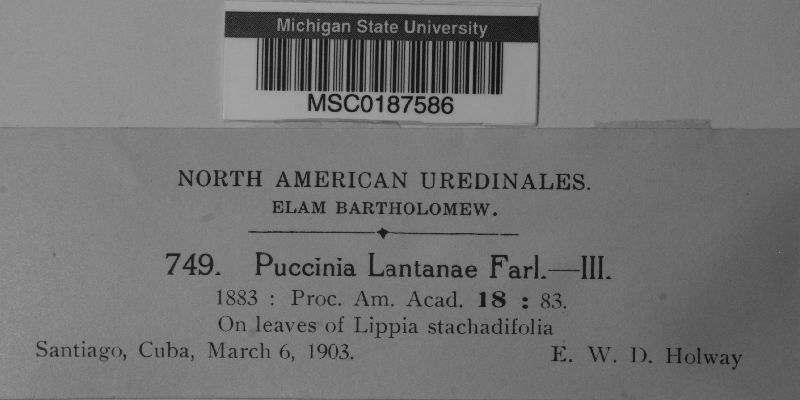 Michigan State University
MSC0187586
NORTH AMERICAN UREDINALES.
ELAM BARTHOLOMEW.
749. Puccinia Lantanae Farl.—III.
1883 : Proc. Am. Acad. 18 : 83.
On leaves of Lippia stachadifolia
Santiago, Cuba, March 6, 1903. E. W. D. Holway